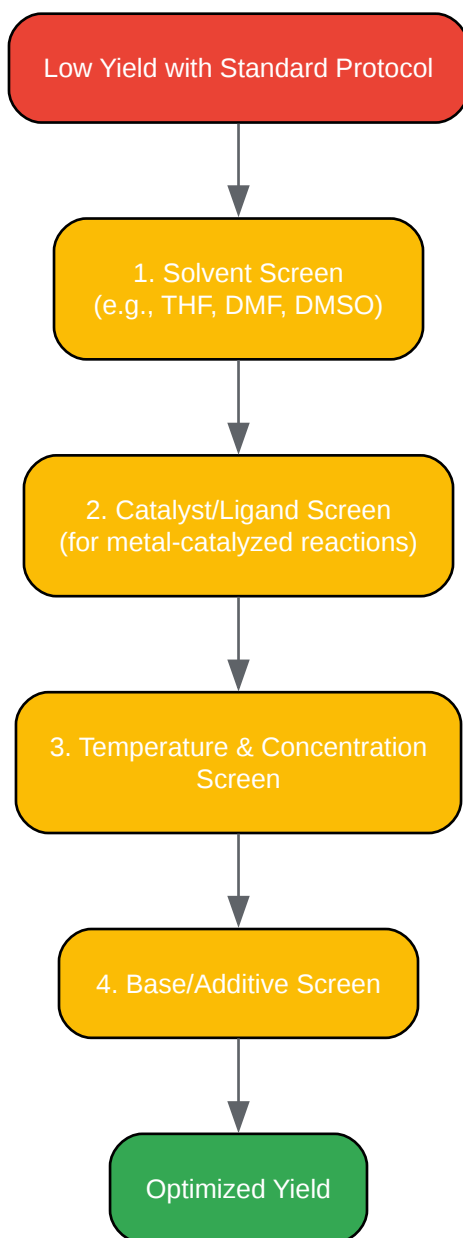 Low Yield with Standard Protocol
1. Solvent Screen
(e.g., THF, DMF, DMSO)
2. Catalyst/Ligand Screen
(for metal-catalyzed reactions)
3. Temperature & Concentration
Screen
4. Base/Additive Screen
Optimized Yield